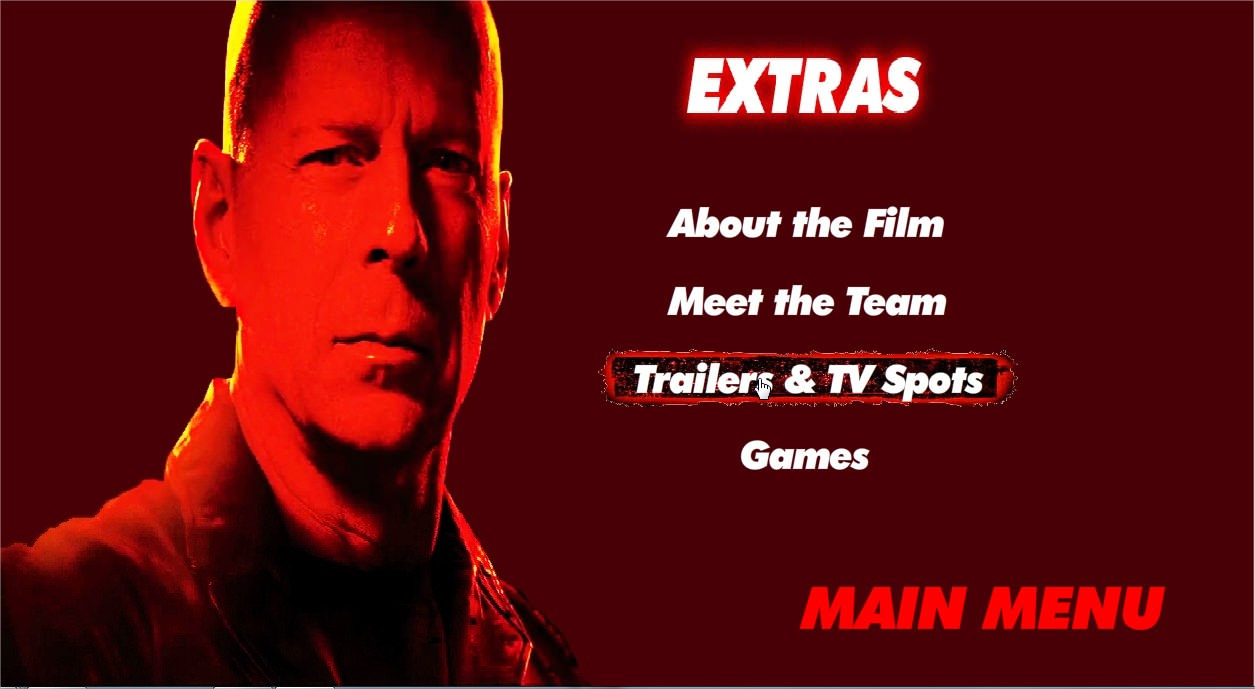 EXTRAS
About the Film
Meet the Team
Trailers & TV Spots
Games
MAIN MENU